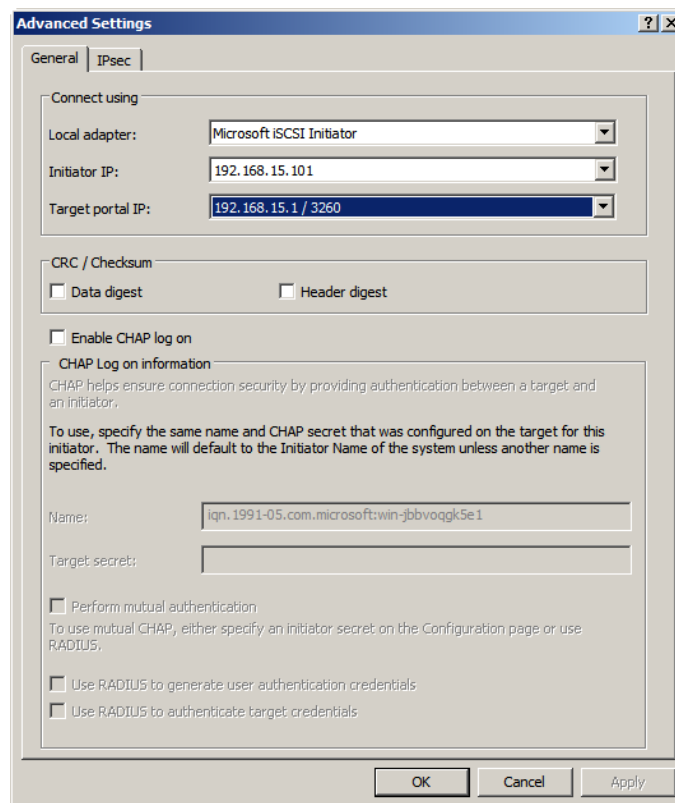 Advanced Settings
General
IPsec
Connect using
Local adapter:
Microsoft iSCSI Initiator
Initiator IP:
192.168.15.101
Target portal IP:
192.168.15.1 / 3260
CRC / Checksum
Data digest
Header digest
Enable CHAP log on
CHAP Log on information
CHAP helps ensure connection security by providing authentication between a target and
an initiator.
To use, specify the same name and CHAP secret that was configured on the target for this
initiator. The name will default to the Initiator Name of the system unless another name is
specified.
Name:
iqn.1991-05.com.microsoft:win-jbbvoqgk5e1
Target secret:
Perform mutual authentication
To use mutual CHAP, either specify an initiator secret on the Configuration page or use
RADIUS.
Use RADIUS to generate user authentication credentials
Use RADIUS to authenticate target credentials
OK
Cancel
Apply